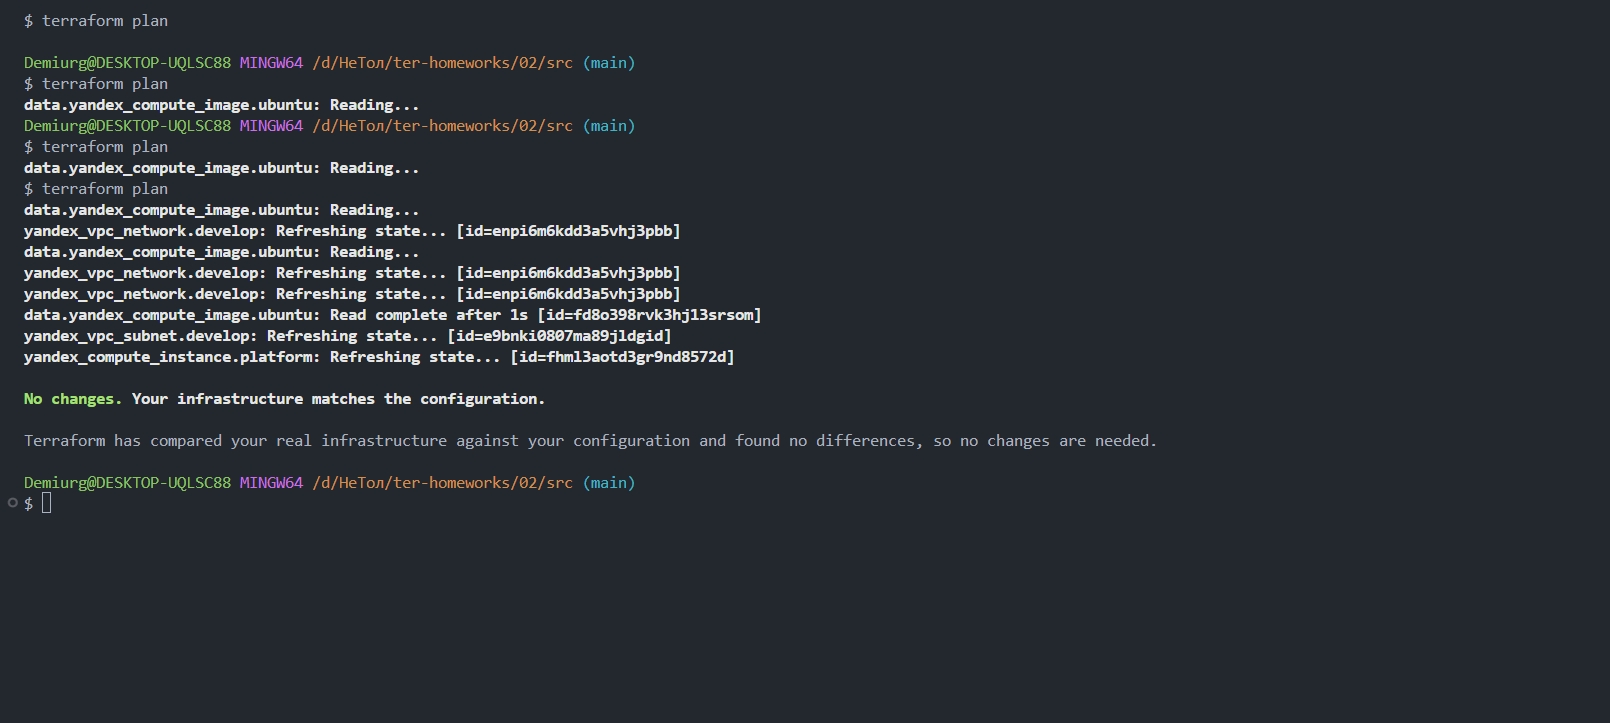 $ terraform plan
Demiurg@DESKTOP-UQLSC88 MINGW64 /d/НеТол/ter-homeworks/02/src (main)
$ terraform plan
data.yandex_compute_image.ubuntu: Reading...
Demiurg@DESKTOP-UQLSC88 MINGW64 /d/НеТол/ter-homeworks/02/src (main)
$ terraform plan
data.yandex_compute_image.ubuntu: Reading...
$ terraform plan
data.yandex_compute_image.ubuntu: Reading...
yandex_vpc_network.develop: Refreshing state... [id=enpi6m6kdd3a5vhj3pbb]
data.yandex_compute_image.ubuntu: Reading...
yandex_vpc_network.develop: Refreshing state... [id=enpi6m6kdd3a5vhj3pbb]
yandex_vpc_network.develop: Refreshing state... [id=enpi6m6kdd3a5vhj3pbb]
data.yandex_compute_image.ubuntu: Read complete after 1s [id=fd8o398rvk3hjl3srsom]
yandex_vpc_subnet.develop: Refreshing state... [id=e9bnki0807ma89jldgid]
yandex_compute_instance.platform: Refreshing state... [id=fhml3aotd3gr9nd8572d]
No changes. Your infrastructure matches the configuration.
Terraform has compared your real infrastructure against your configuration and found no differences, so no changes are needed.
Demiurg@DESKTOP-UQLSC88 MINGW64 /d/НеТол/ter-homeworks/02/src (main)
$